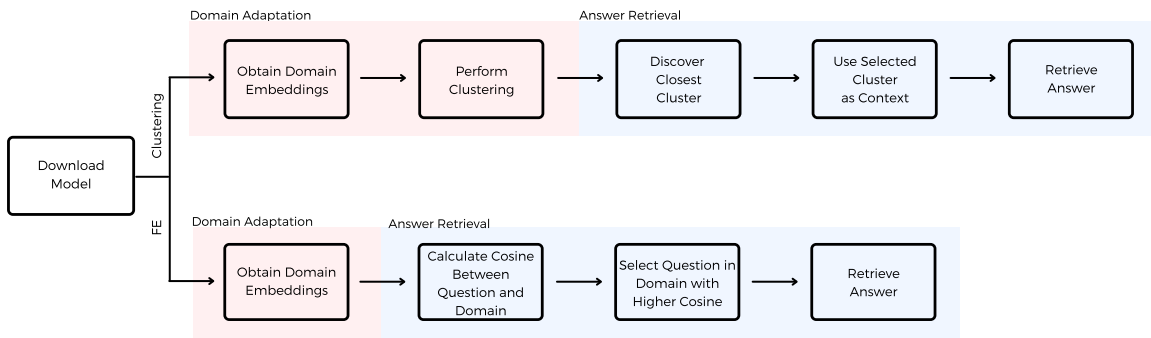 Domain Adaptation
Answer Retrieval
Obtain Domain
Embeddings
Perform
Clustering
Discover
Closest
Cluster
Use Selected
Cluster
as Context
Retrieve
Answer
Clustering
Download
Model
FE
Domain Adaptation
Answer Retrieval
Obtain Domain
Embeddings
Calculate Cosine
Between
Question and
Domain
Select Question in
Domain with
Higher Cosine
Retrieve
Answer